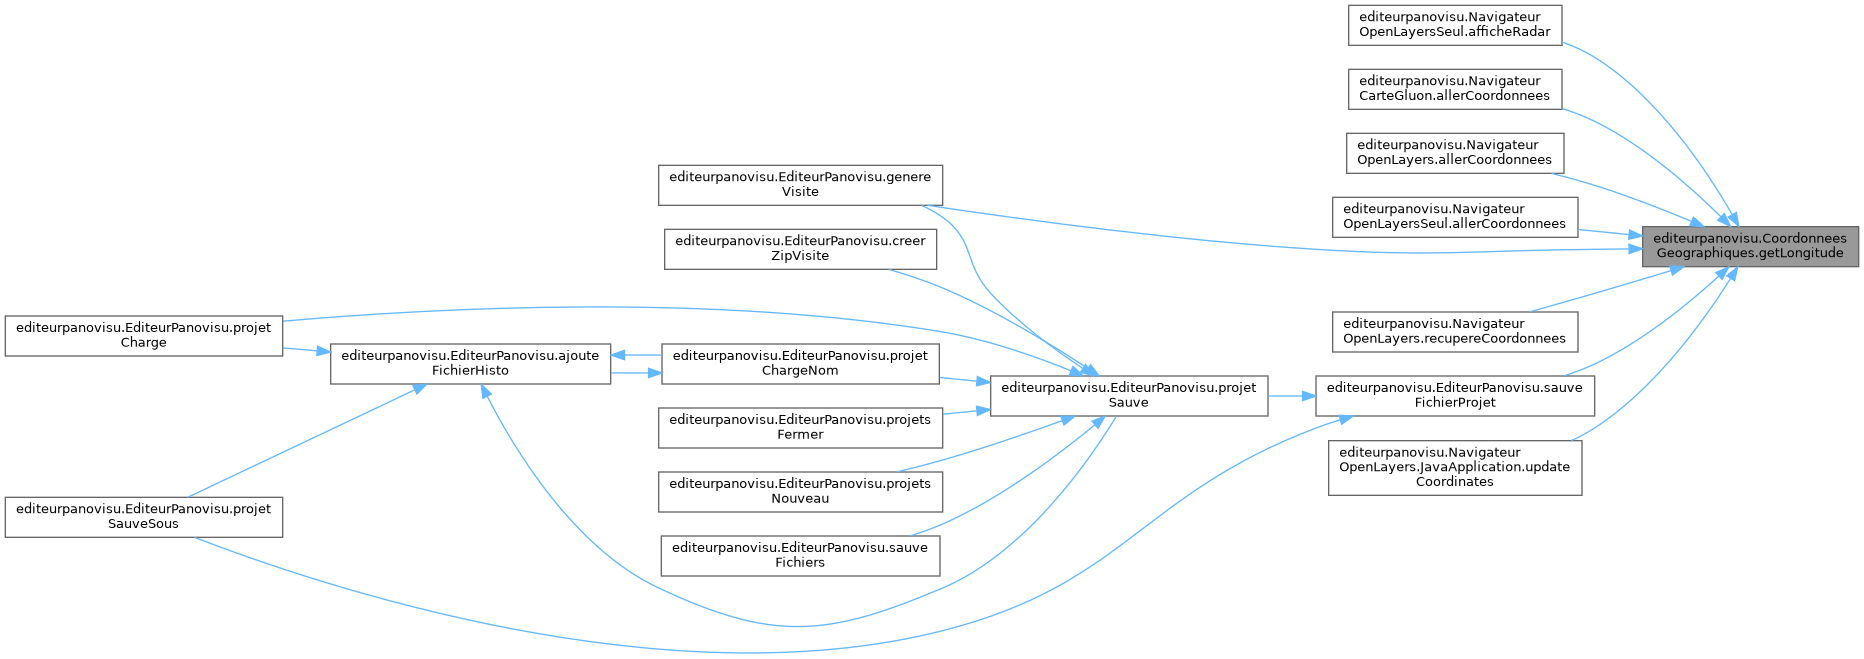 editeurpanovisu.Navigateur
OpenLayersSeul.afficheRadar
editeurpanovisu.Navigateur
CarteGluon.allerCoordonnees
editeurpanovisu.Navigateur
OpenLayers.allerCoordonnees
editeurpanovisu.EditeurPanovisu.genere
Visite
editeurpanovisu.Navigateur
OpenLayersSeul.allerCoordonnees
editeurpanovisu.Coordonnees
Geographiques.getLongitude
editeurpanovisu.EditeurPanovisu.creer
ZipVisite
editeurpanovisu.EditeurPanovisu.projet
Charge
editeurpanovisu.Navigateur
OpenLayers.recupereCoordonnees
editeurpanovisu.EditeurPanovisu.ajoute
FichierHisto
editeurpanovisu.EditeurPanovisu.projet
ChargeNom
editeurpanovisu.EditeurPanovisu.projet
Sauve
editeurpanovisu.EditeurPanovisu.sauve
FichierProjet
editeurpanovisu.EditeurPanovisu.projets
Fermer
editeurpanovisu.Navigateur
OpenLayers.JavaApplication.update
Coordinates
editeurpanovisu.EditeurPanovisu.projets
Nouveau
editeurpanovisu.EditeurPanovisu.projet
SauveSous
editeurpanovisu.EditeurPanovisu.sauve
Fichiers